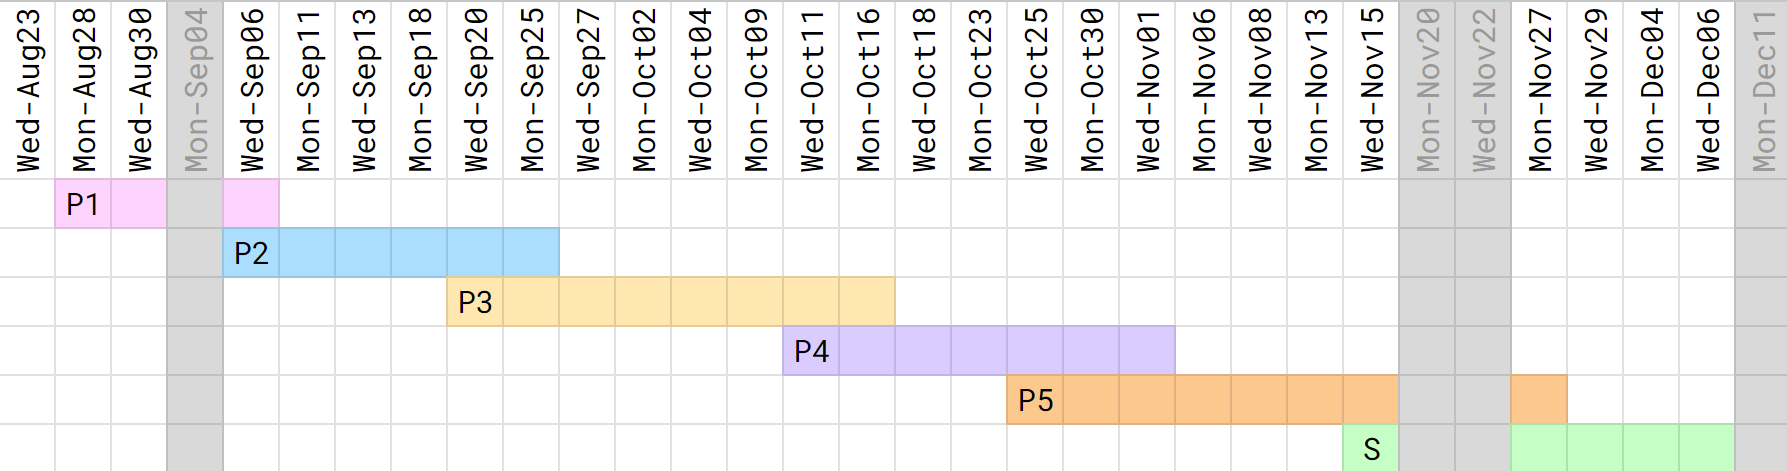 Wed-Aug23
Mon-Aug28
Wed-Aug30
Mon-Sep04
Wed-Sep06
Mon-Sep11
Wed-Sep13
Mon-Sep18
Wed-Sep20
Mon-Sep25
Wed-Sep27
Mon-Oct02
Wed-Oct04
Mon-Oct09
Wed-Oct11
Mon-Oct16
Wed-Oct18
Mon-Oct23
Wed-Oct25
Mon-Oct30
Wed-Nov01
Mon-Nov06
Wed-Nov08
Mon-Nov13
Wed-Nov15
Mon-Nov20
Wed-Nov22
Mon-Nov27
Wed-Nov29
Mon-Dec04
Wed-Dec06
Mon-Dec11
P1
P2
P3
P4
P5
S